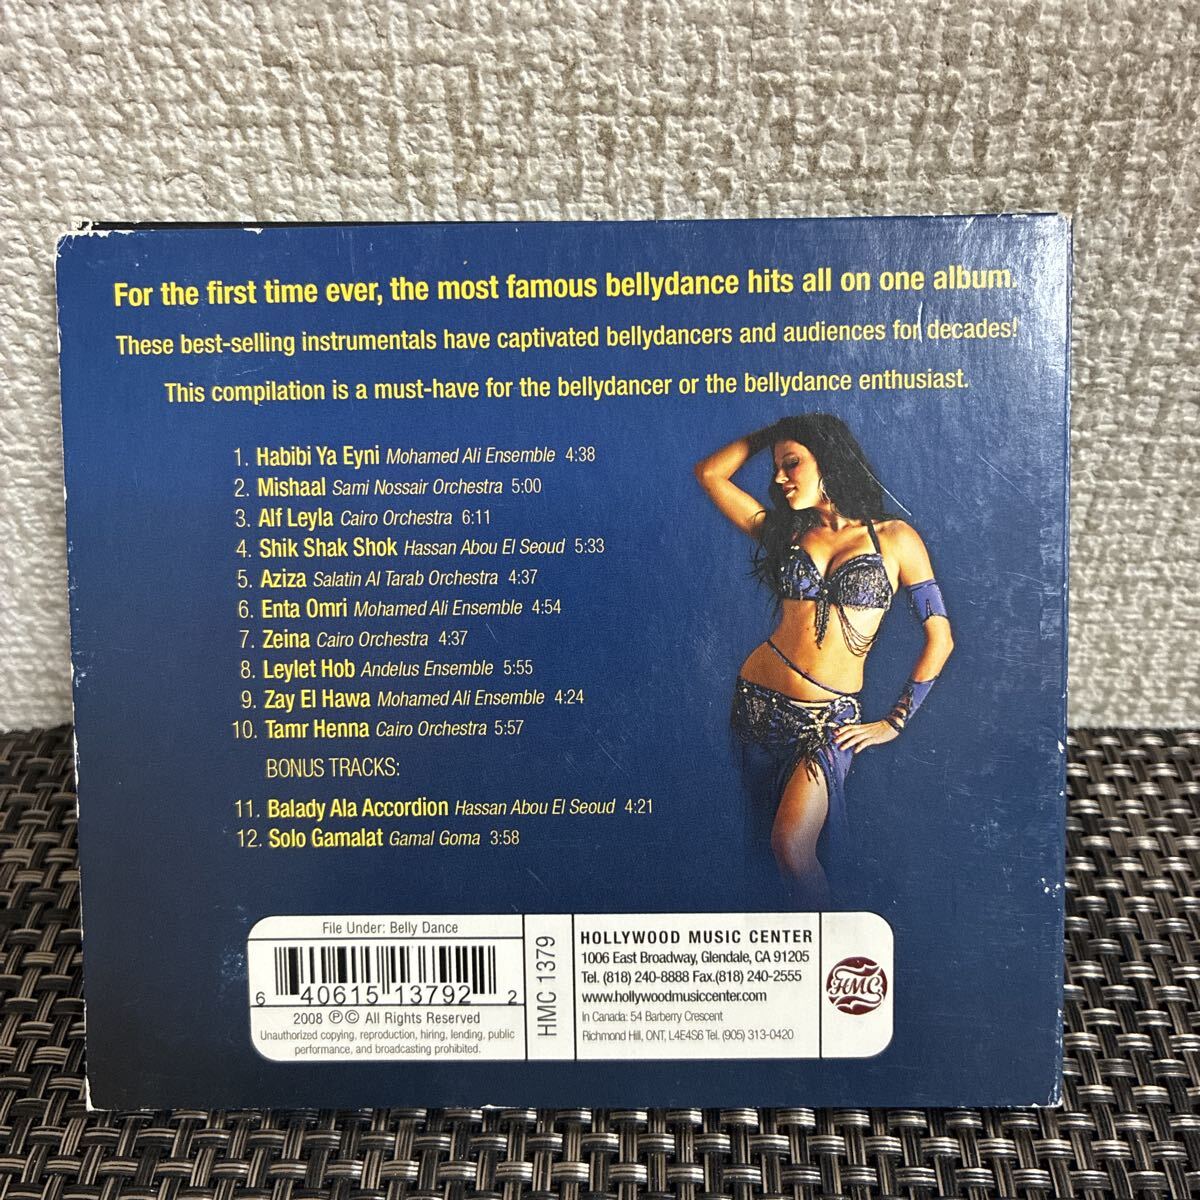 For the first time ever, the most famous bellydance hits all on one album.
These best-selling instrumentals have captivated bellydancers and audiences for decades!
This compilation is a must-have for the bellydancer or the bellydance enthusiast.
1. Habibi Ya Eyni Mohamed Ali Ensemble 4:38
2. Mishaal Sami Nossair Orchestra 5:00
3. Alf Leyla Cairo Orchestra 6:11
4. Shik Shak Shok Hassan Abou El Seoud 5:33
5. Aziza Salatin Al Tarab Orchestra 4:37
6. Enta Omri Mohamed Ali Ensemble 4:54
7. Zeina Cairo Orchestra 4:37
8. Leylet Hob Andelus Ensemble 5:55
9. Zay El Hawa Mohamed Ali Ensemble 4:24
10. Tamr Henna Cairo Orchestra 5:57
BONUS TRACKS:
11. Balady Ala Accordion Hassan Abou El Seoud 4:21
12. Solo Gamalat Gamal Goma 3:58
File Under: Belly Dance
6 40615 13792 2
2008 ℗© All Rights Reserved
Unauthorized copying, reproduction, hiring, lending, public
performance, and broadcasting prohibited.
HMC 1379
HOLLYWOOD MUSIC CENTER
1006 East Broadway, Glendale, CA 91205
Tel. (818) 240-8888 Fax.(818) 240-2555
www.hollywoodmusiccenter.com
In Canada: 54 Barberry Crescent
Richmond Hill, ONT, L4E4S6 Tel. (905) 313-0420
HMC